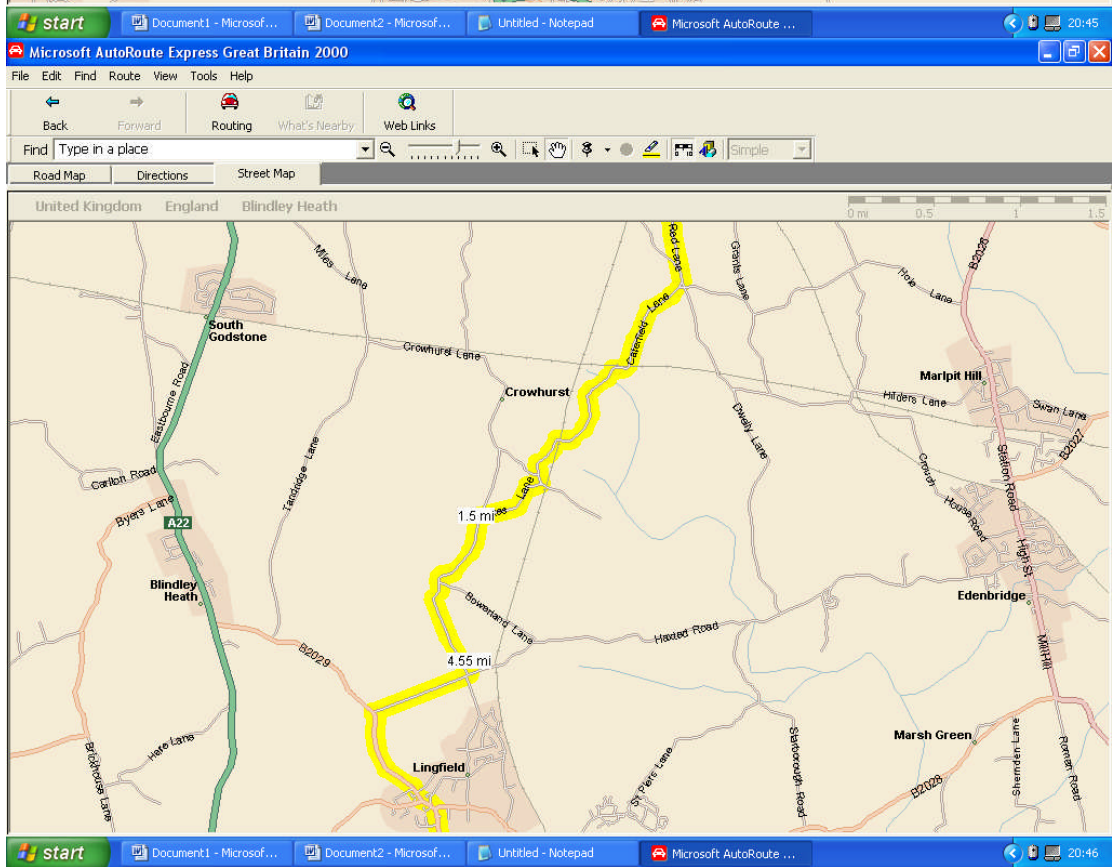 start Document1 - Microsof... Document2 - Microsof... Untitled - Notepad Microsoft AutoRoute ... 20:45
Microsoft AutoRoute Express Great Britain 2000
File Edit Find Route View Tools Help
Back Forward Routing What's Nearby Web Links
Find Type in a place Simple
Road Map Directions Street Map
United Kingdom England Blindley Heath
0 mi 0.5 1 1.5
Miles Lane
Red Lane
Grants Lane
B2026
Hole Lane
South Godstone
Caterfield Lane
Crowhurst Lane
Marlpit Hill
Crowhurst
Hilders Lane
Swan Lane
Eastbourne Road
Dwelly Lane
B2027
Station Road
Tandridge Lane
Carlton Road
Crouch House Road
Lane
Byers Lane
1.5 mi
A22
High St
Blindley Heath
Edenbridge
Bowerland Lane
Haxted Road
Mill Hill
B2029
4.55 mi
Hare Lane
Marsh Green
Brickhouse Lane
Lingfield
St Piers Lane
Starborough Road
Shernden Lane
Roman Road
B2028
start Document1 - Microsof... Document2 - Microsof... Untitled - Notepad Microsoft AutoRoute ... 20:46